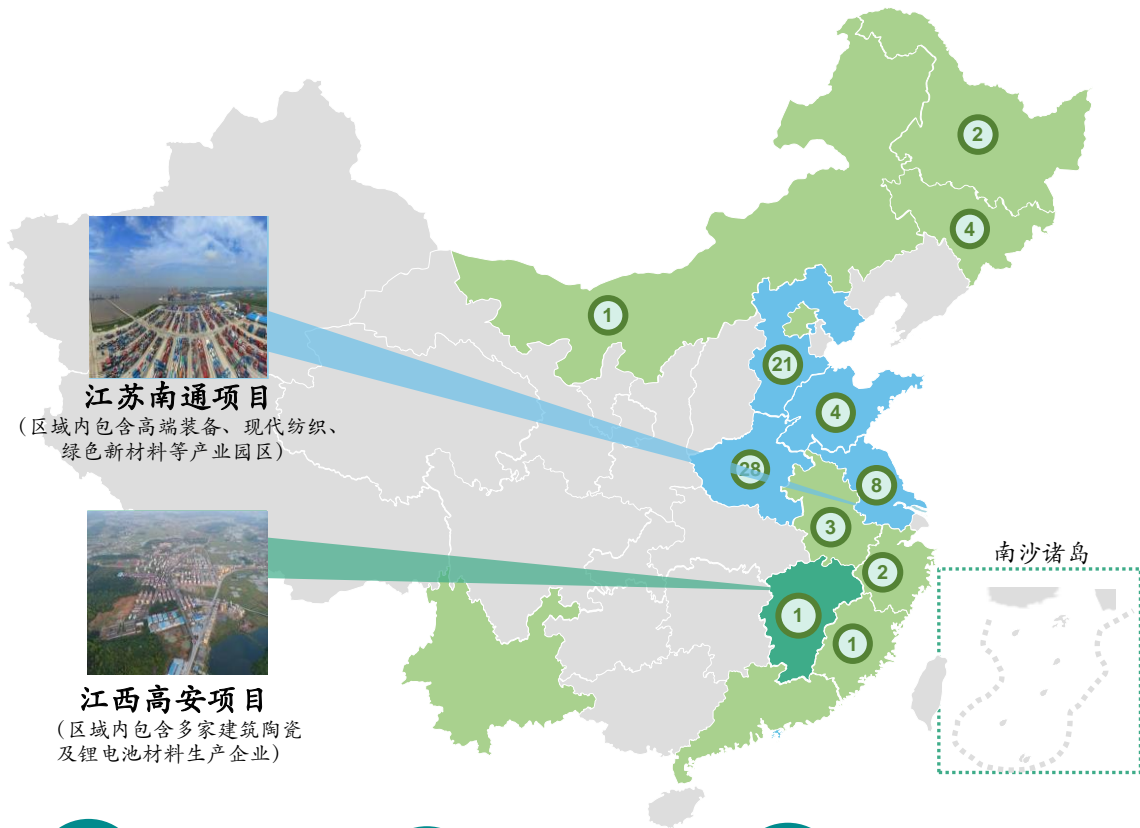 2
4
1
21
4
江苏南通项目
(区域内包含高端装备、现代纺织、
绿色新材料等产业园区)
28
8
3
南沙诸岛
2
1
1
江西高安项目
(区域内包含多家建筑陶瓷
及锂电池材料生产企业)